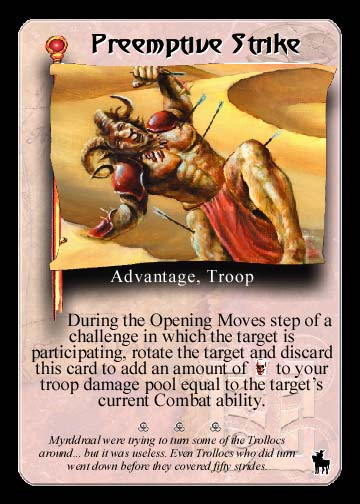 Preemptive Strike
Advantage, Troop
During the Opening Moves step of a
challenge in which the target is
participating, rotate the target and discard
this card to add an amount of to your
troop damage pool equal to the target's
current Combat ability.
Myrddraal were trying to turn some of the Trollocs
around... but it was useless. Even Trollocs who did turn
went down before they covered fifty strides.